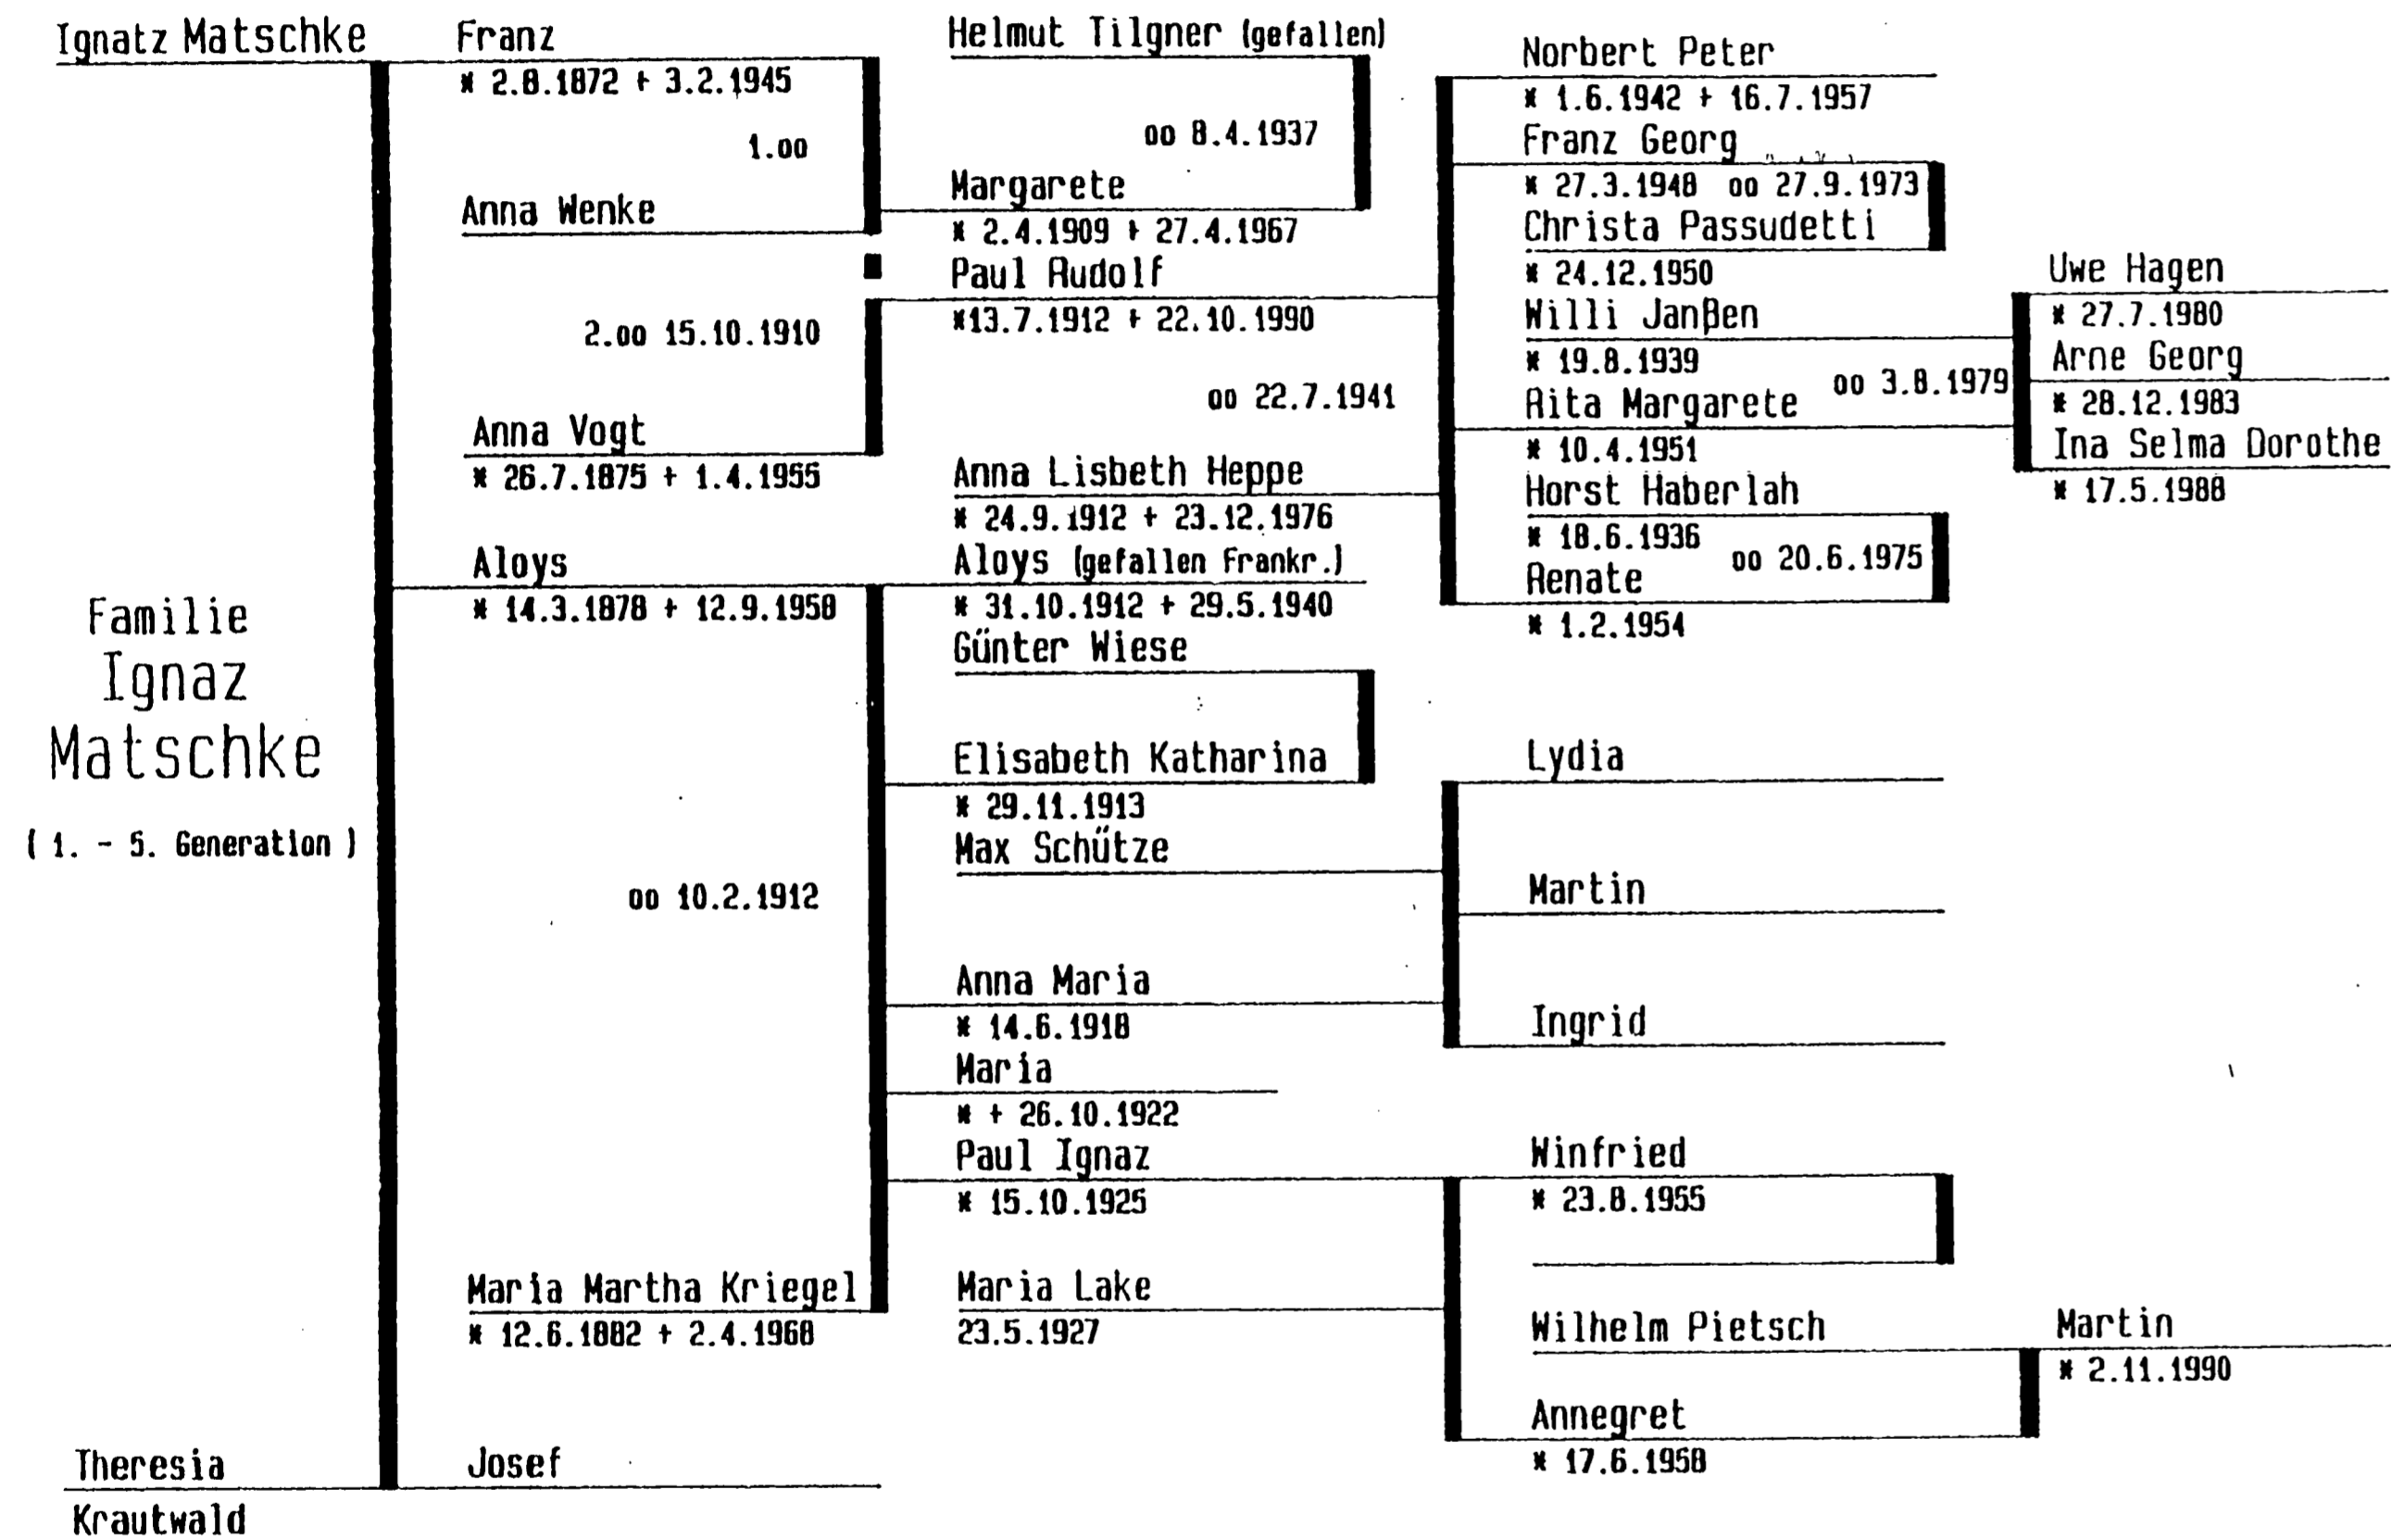 Ignatz Matschke
Familie
Ignaz
Matschke
( 1. - 5. Generation )
Theresia
Krautwald
Franz
* 2.8.1872 + 3.2.1945
1.oo
Anna Wenke
2.oo 15.10.1910
Anna Vogt
* 26.7.1875 + 1.4.1955
Aloys
* 14.3.1878 + 12.9.1958
oo 10.2.1912
Maria Martha Kriegel
* 12.6.1882 + 2.4.1968
Josef
Helmut Tilgner (gefallen)
oo 8.4.1937
Margarete
* 2.4.1909 + 27.4.1967
Paul Rudolf
*13.7.1912 + 22.10.1990
oo 22.7.1941
Anna Lisbeth Heppe
* 24.9.1912 + 23.12.1976
Aloys (gefallen Frankr.)
* 31.10.1912 + 29.5.1940
Günter Wiese
Elisabeth Katharina
* 29.11.1913
Max Schütze
Anna Maria
* 14.6.1918
Maria
* + 26.10.1922
Paul Ignaz
* 15.10.1925
Maria Lake
23.5.1927
Norbert Peter
* 1.6.1942 + 16.7.1957
Franz Georg
* 27.3.1948 oo 27.9.1973
Christa Passudetti
* 24.12.1950
Willi Janßen
* 19.8.1939
oo 3.8.1979
Rita Margarete
* 10.4.1951
Horst Haberlah
* 18.6.1936
oo 20.6.1975
Renate
* 1.2.1954
Lydia
Martin
Ingrid
Winfried
* 23.8.1955
Wilhelm Pietsch
Annegret
* 17.6.1958
Uwe Hagen
* 27.7.1980
Arne Georg
* 28.12.1983
Ina Selma Dorothe
* 17.5.1988
Martin
* 2.11.1990